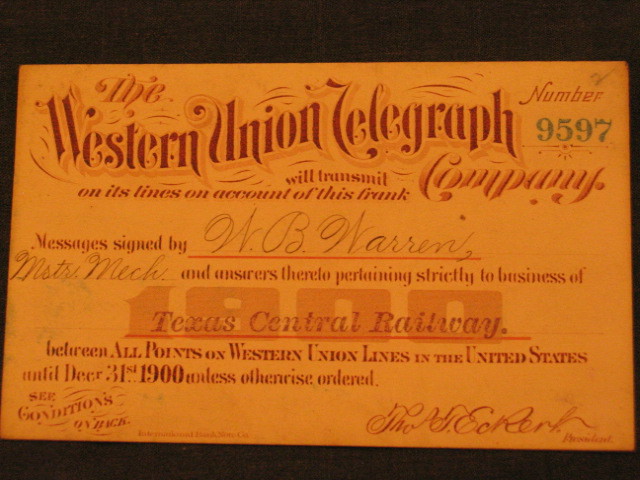 The
Western Union Telegraph
Company.
Number
9597
will transmit
on its lines on account of this frank
Messages signed by W. B. Warren,
Mstr. Mech. and answers thereto pertaining strictly to business of
1900
Texas Central Railway.
between ALL POINTS ON WESTERN UNION LINES IN THE UNITED STATES
until Decr 31st 1900 unless otherwise ordered.
SEE
CONDITIONS
ON BACK.
Thos. T. Eckert
President.